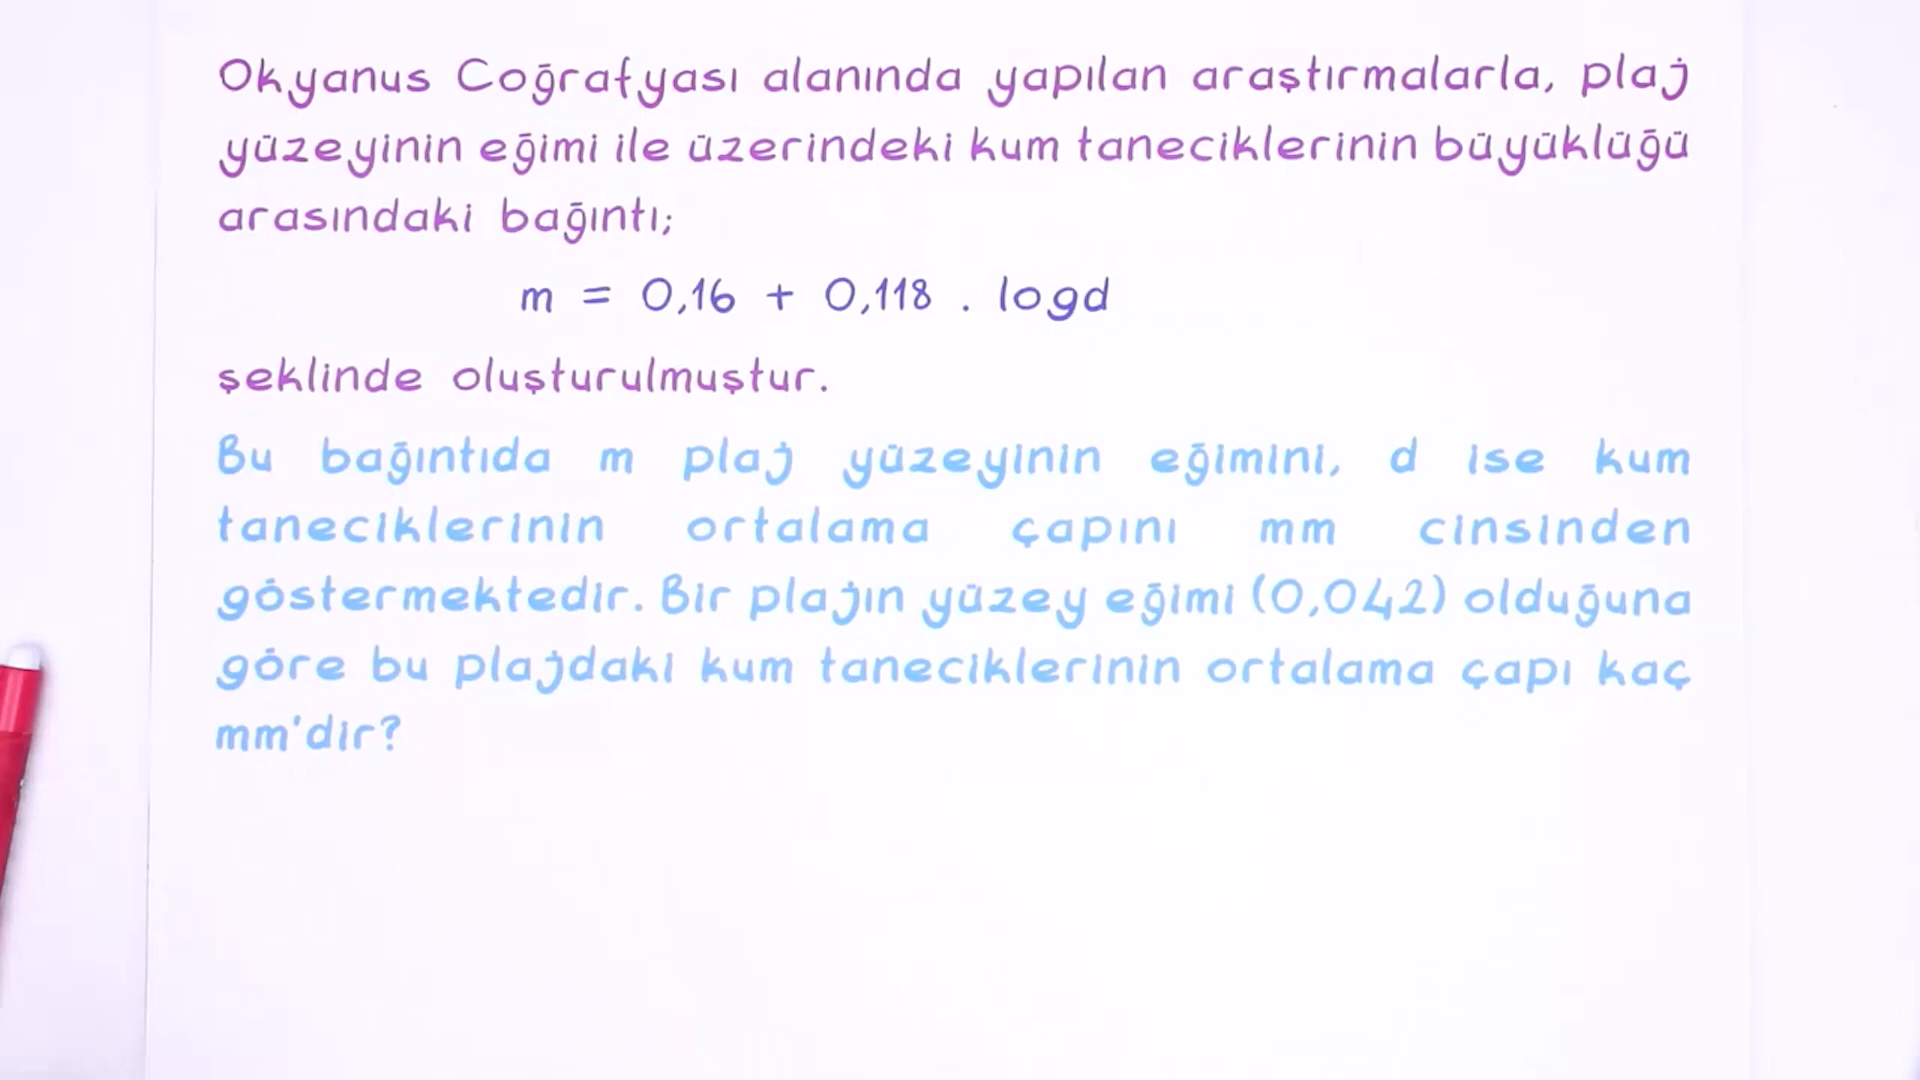 Okyanus Coğrafyası alanında yapılan araştırmalarla, plaj
yüzeyinin eğimi ile üzerindeki kum taneciklerinin büyüklüğü
arasındaki bağıntı;
m = 0,16 + 0,118 . logd
şeklinde oluşturulmuştur.
Bu bağıntıda m plaj yüzeyinin eğimini, d ise kum
taneciklerinin ortalama çapını mm cinsinden
göstermektedir. Bir plajın yüzey eğimi (0,042) olduğuna
göre bu plajdaki kum taneciklerinin ortalama çapı kaç
mm'dir?